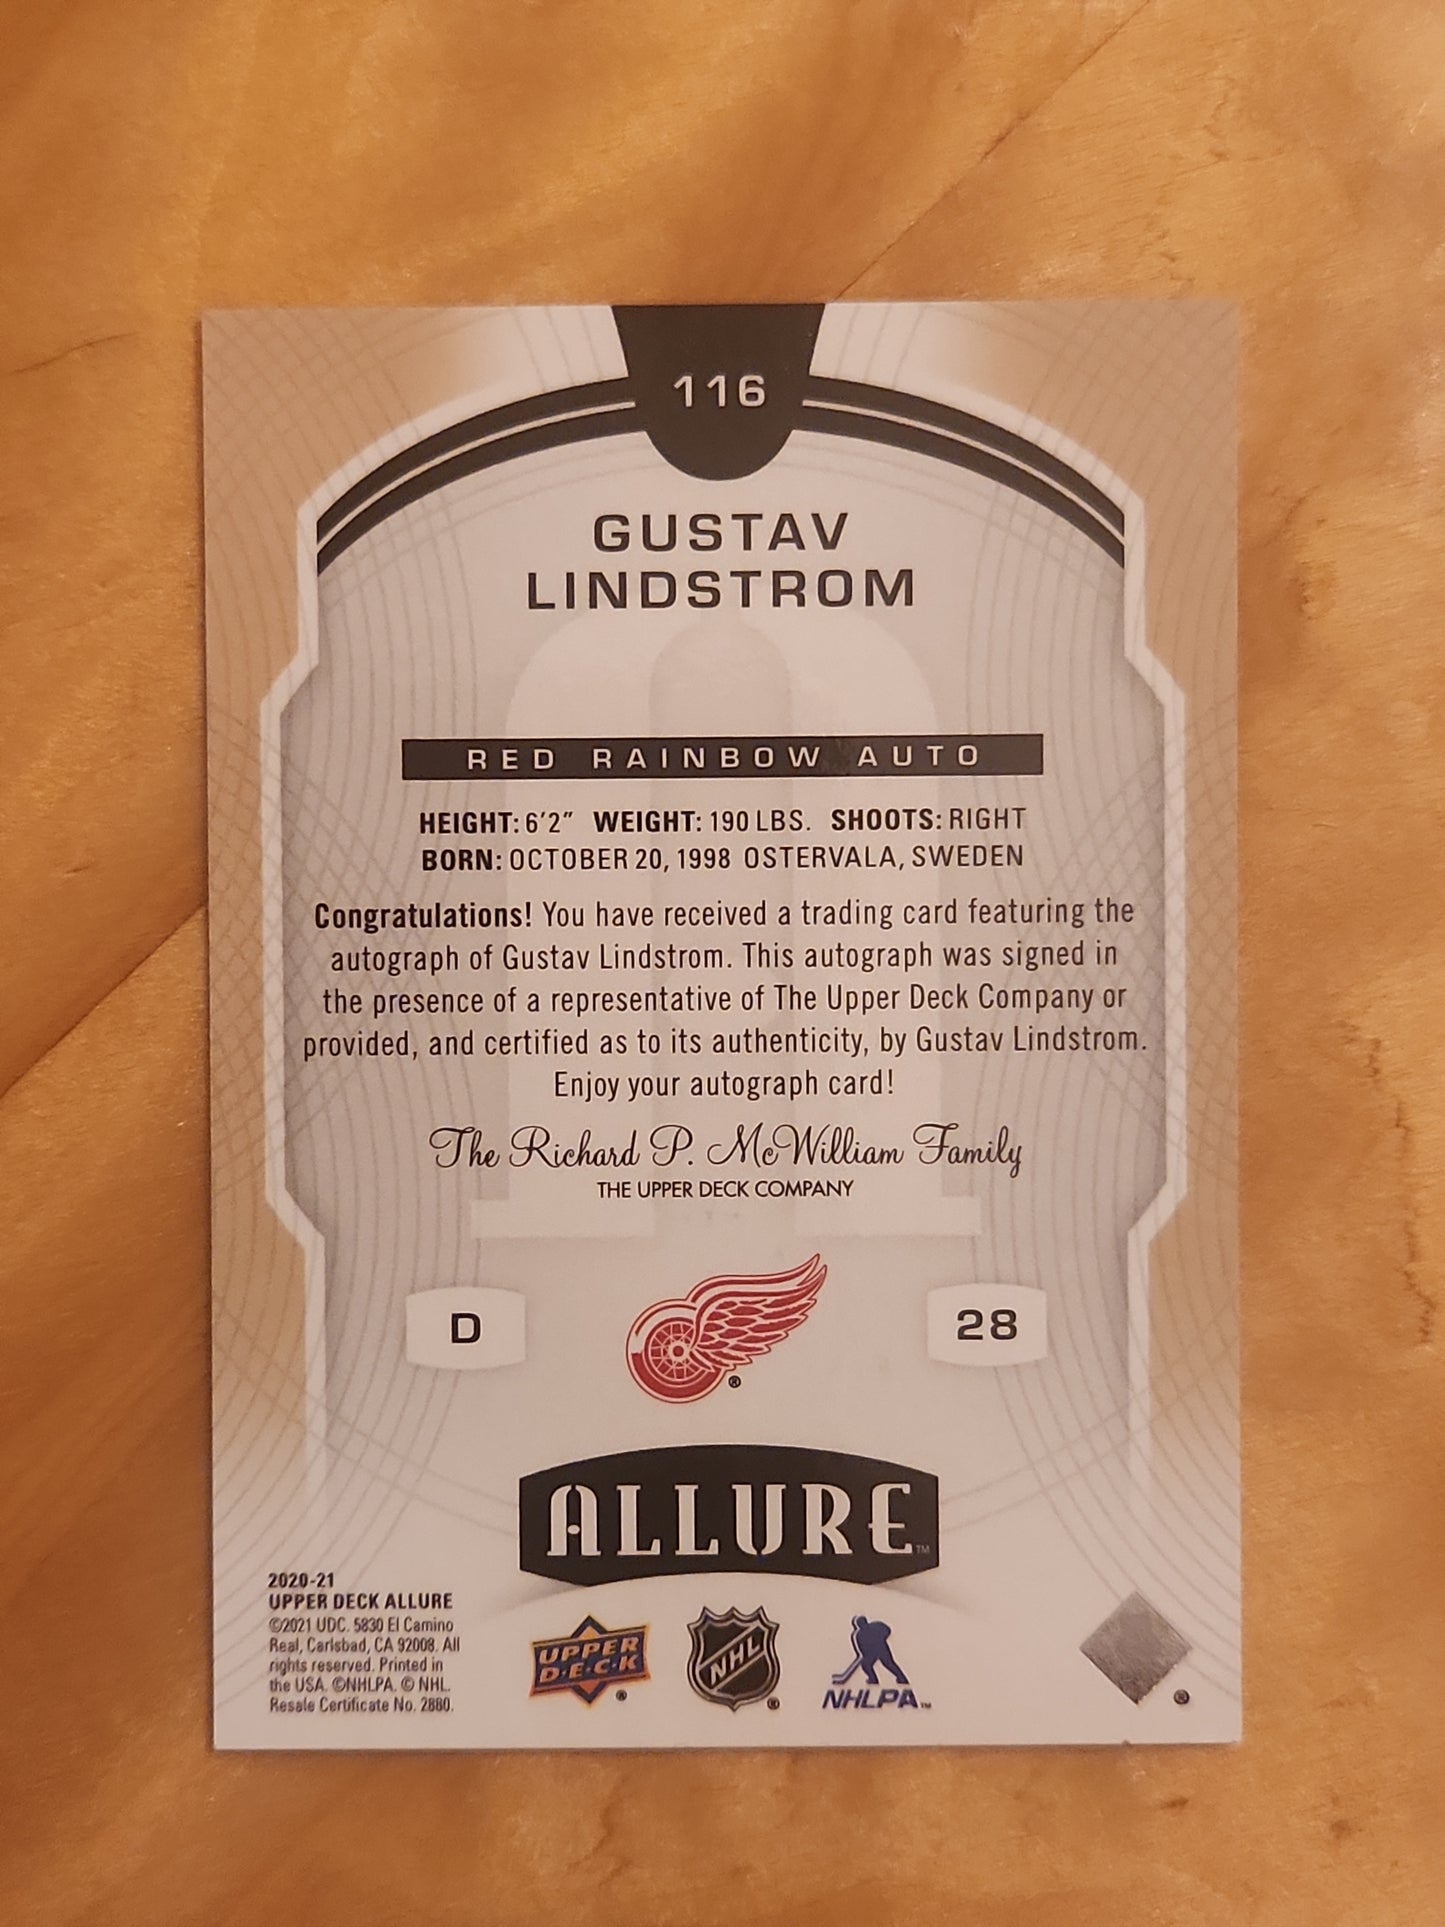 116
GUSTAV
LINDSTROM
RED RAINBOW AUTO
HEIGHT: 6'2" WEIGHT: 190 LBS. SHOOTS: RIGHT
BORN: OCTOBER 20, 1998 OSTERVALA, SWEDEN
Congratulations! You have received a trading card featuring the
autograph of Gustav Lindstrom. This autograph was signed in
the presence of a representative of The Upper Deck Company or
provided, and certified as to its authenticity, by Gustav Lindstrom.
Enjoy your autograph card!
The Richard P. McWilliam Family
THE UPPER DECK COMPANY
D
®
28
ALLURE™
2020-21
UPPER DECK ALLURE
©2021 UDC. 5830 El Camino
Real, Carlsbad, CA 92008. All
rights reserved. Printed in
the USA. ©NHLPA. © NHL.
Resale Certificate No. 2880.
UPPER
D·E·C·K
®
NHL
®
NHLPA™
®